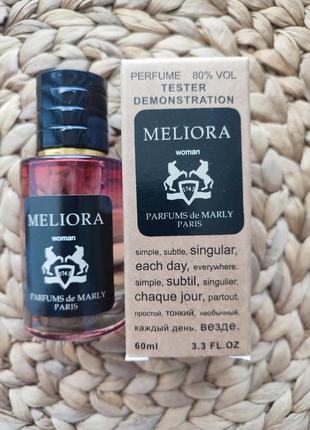 MELIORA
woman
1743
PARFUMS de MARLY
PARIS
PERFUME 80% VOL
TESTER
DEMONSTRATION
MELIORA
woman
1743
PARFUMS de MARLY
PARIS
simple, subtle, singular,
each day, everywhere.
simple, subtil, singulier,
chaque jour, partout.
простой, тонкий, необычный,
каждый день, везде.
60ml 3.3 FL.OZ